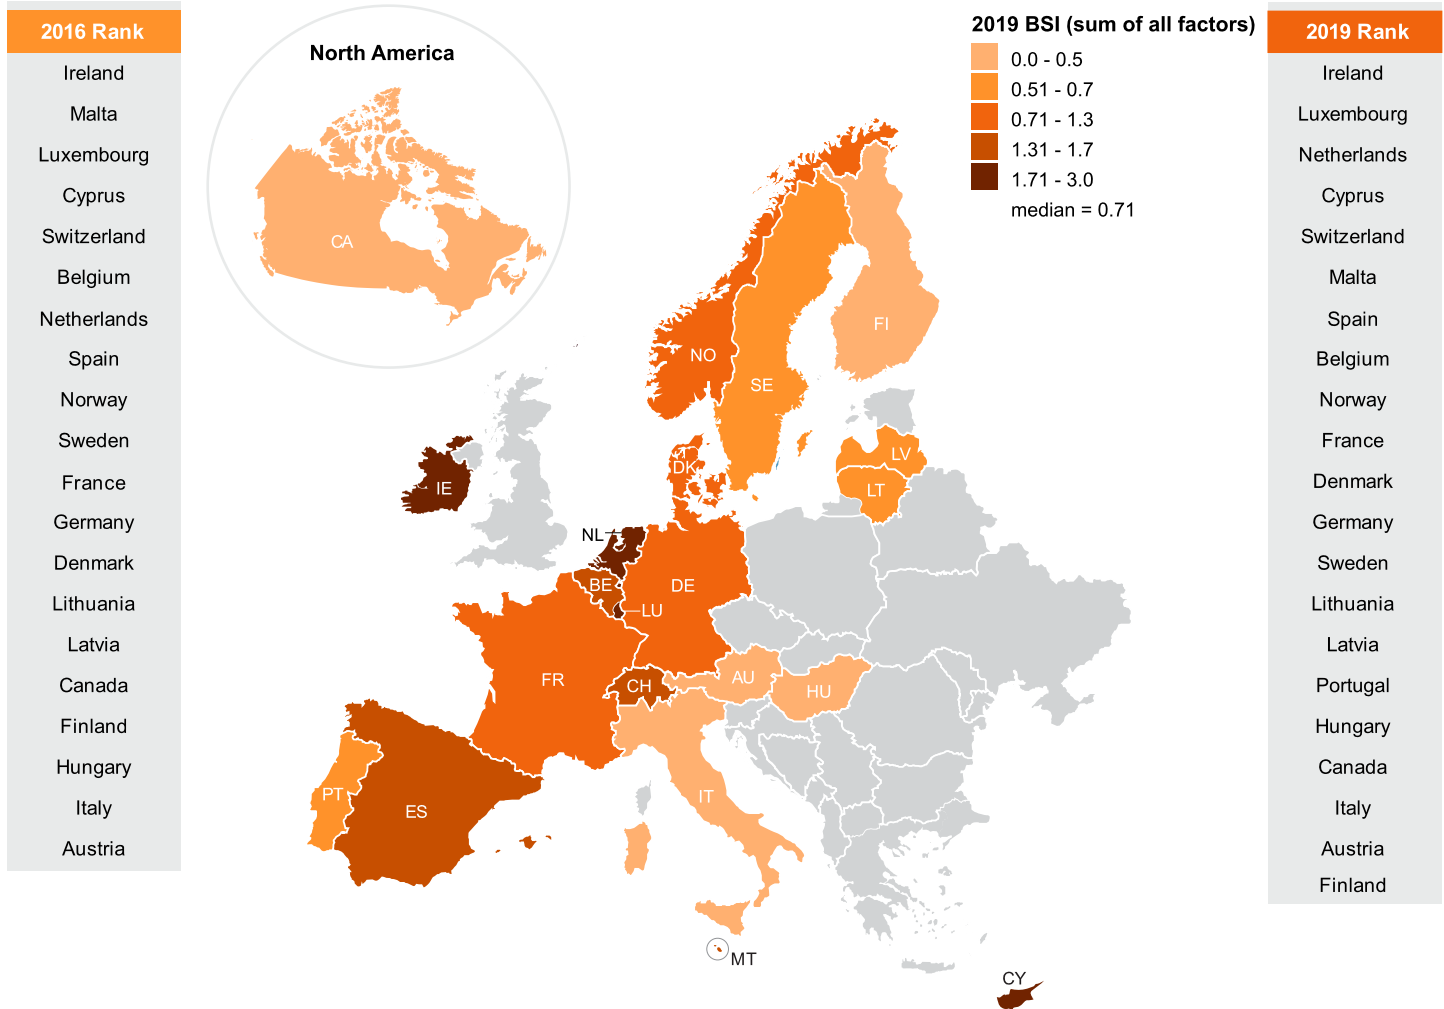 2016 Rank
Ireland
Malta
Luxembourg
Cyprus
Switzerland
Belgium
Netherlands
Spain
Norway
Sweden
France
Germany
Denmark
Lithuania
Latvia
Canada
Finland
Hungary
Italy
Austria
North America
CA
2019 BSI (sum of all factors)
0.0 - 0.5
0.51 - 0.7
0.71 - 1.3
1.31 - 1.7
1.71 - 3.0
median = 0.71
FI
NO
SE
LV
DK
IE
LT
NL
BE
DE
LU
FR
CH
AU
HU
PT
IT
ES
MT
CY
2019 Rank
Ireland
Luxembourg
Netherlands
Cyprus
Switzerland
Malta
Spain
Belgium
Norway
France
Denmark
Germany
Sweden
Lithuania
Latvia
Portugal
Hungary
Canada
Italy
Austria
Finland